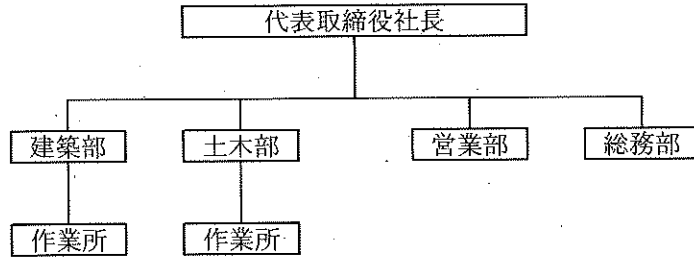 代表取締役社長
建築部 土木部 営業部 総務部
作業所 作業所